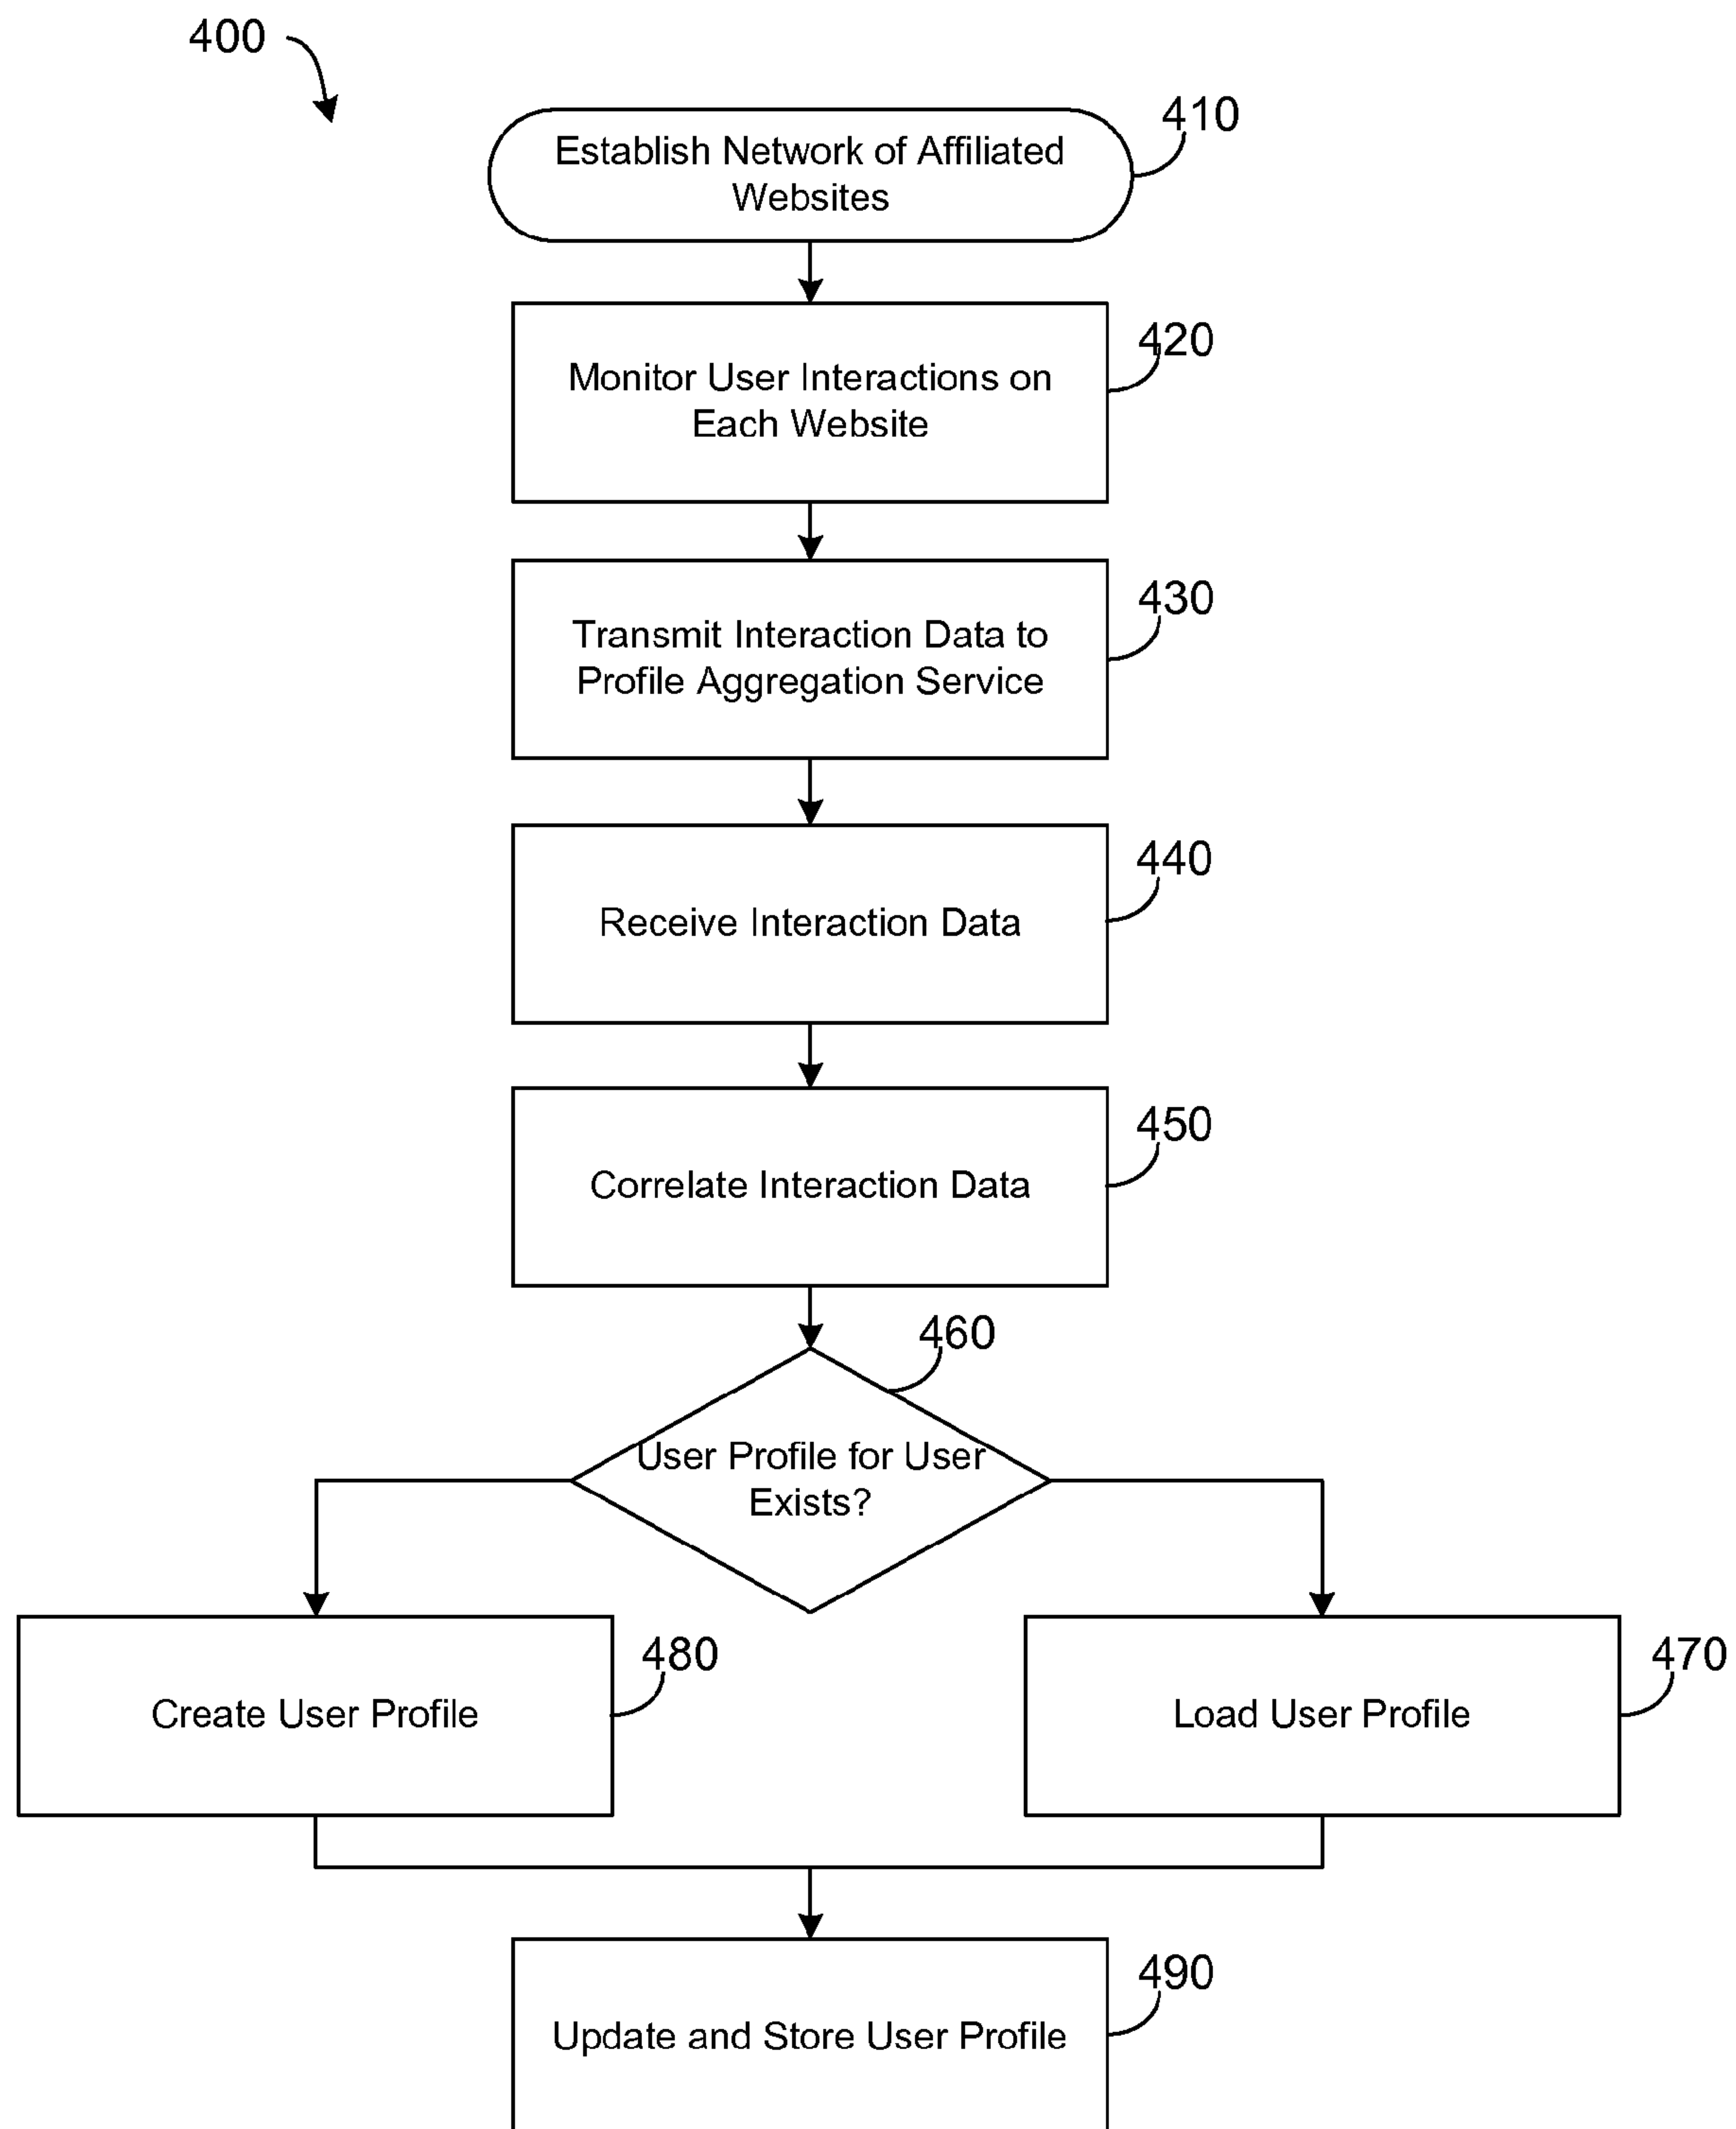 400
410
Establish Network of Affiliated
Websites
420
Monitor User Interactions on
Each Website
430
Transmit Interaction Data to
Profile Aggregation Service
440
Receive Interaction Data
450
Correlate Interaction Data
460
User Profile for User
Exists?
480
Create User Profile
470
Load User Profile
490
Update and Store User Profile